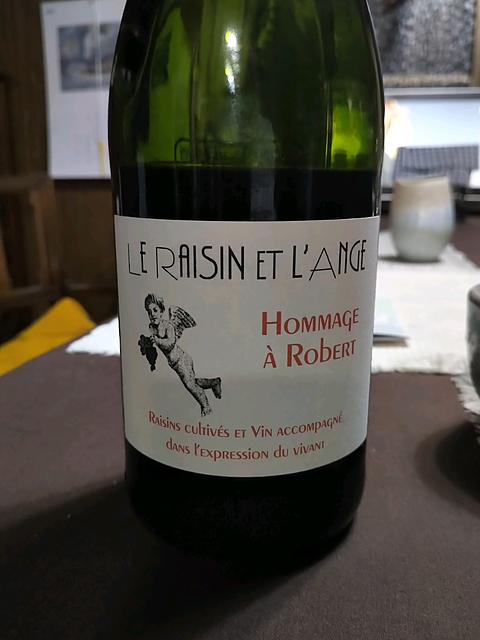 LE RAISIN ET L'ANGE
HOMMAGE
À ROBERT
RAISINS CULTIVÉS ET VIN ACCOMPAGNÉ
DANS L'EXPRESSION DU VIVANT